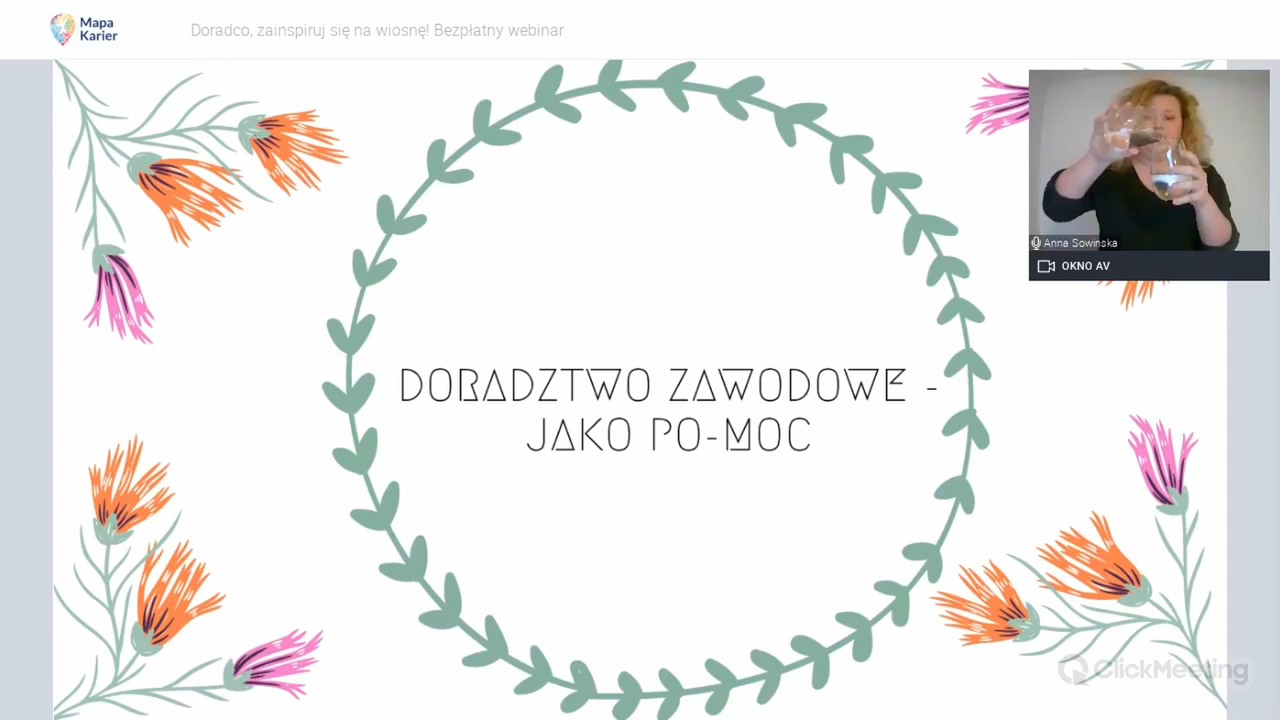 Mapa
Karier
Doradco, zainspiruj się na wiosnę! Bezpłatny webinar
Anna Sowinska
OKNO AV
DORADZTWO ZAWODOWE -
JAKO PO-MOC
ClickMeeting